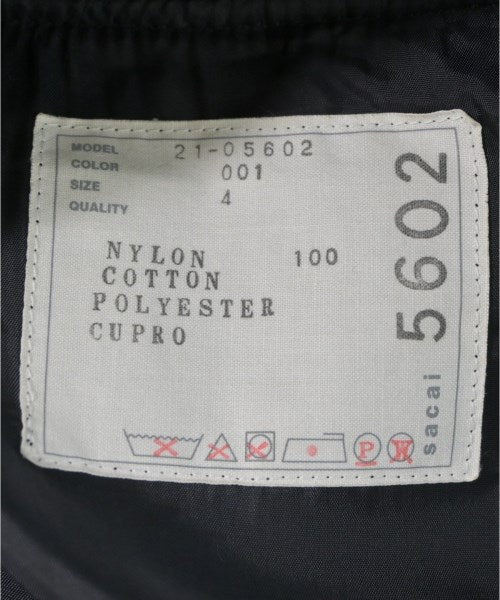 MODEL 21-05602
COLOR 001
SIZE 4
QUALITY
NYLON 100
COTTON
POLYESTER
CUPRO
P W
sacai 5602